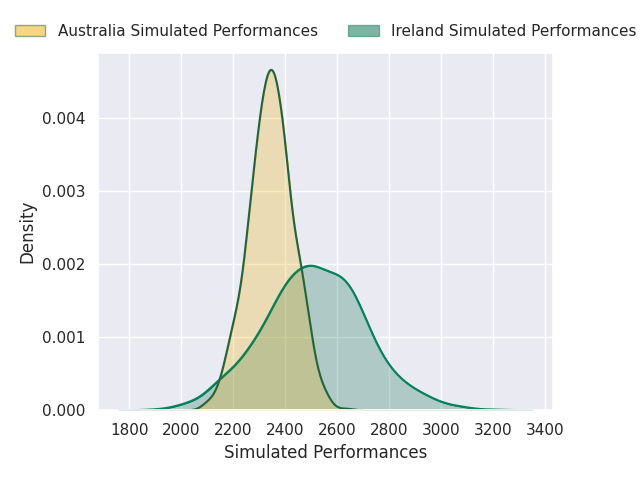 Australia Simulated Performances
Ireland Simulated Performances
0.004
0.003
0.002
0.001
0.000
Density
1800 2000 2200 2400 2600 2800 3000 3200 3400
Simulated Performances